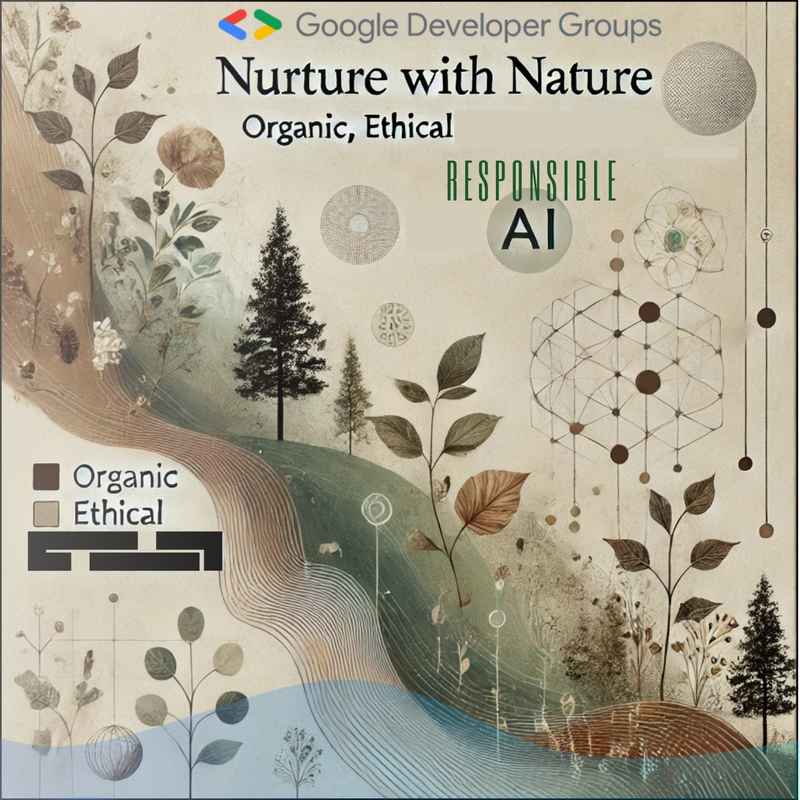 Google Developer Groups
Nurture with Nature
Organic, Ethical
RESPONSIBLE
AI
Organic
Ethical